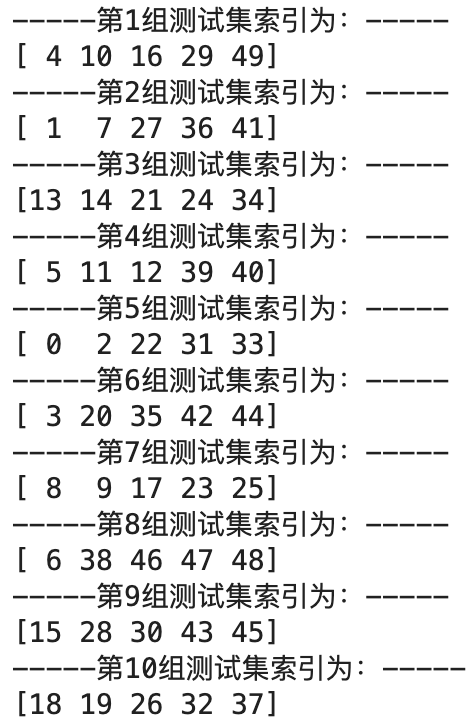 -----第1组测试集索引为：-----
[ 4 10 16 29 49]
-----第2组测试集索引为：-----
[ 1  7 27 36 41]
-----第3组测试集索引为：-----
[13 14 21 24 34]
-----第4组测试集索引为：-----
[ 5 11 12 39 40]
-----第5组测试集索引为：-----
[ 0  2 22 31 33]
-----第6组测试集索引为：-----
[ 3 20 35 42 44]
-----第7组测试集索引为：-----
[ 8  9 17 23 25]
-----第8组测试集索引为：-----
[ 6 38 46 47 48]
-----第9组测试集索引为：-----
[15 28 30 43 45]
-----第10组测试集索引为：-----
[18 19 26 32 37]